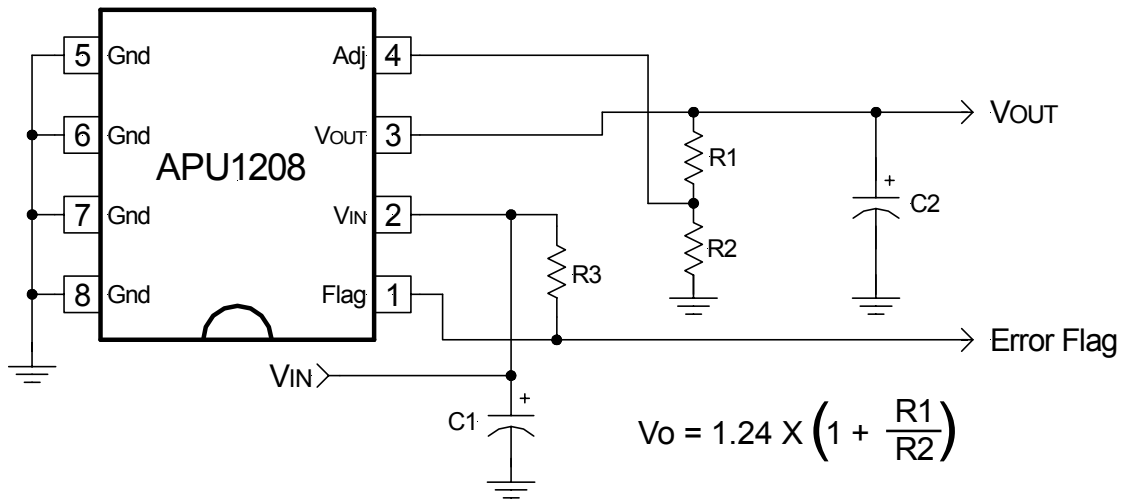 5 Gnd
Adj 4
6 Gnd
VOUT 3
VOUT
R1
APU1208
7 Gnd
VIN 2
R2
+
C2
R3
8 Gnd
Flag 1
Error Flag
VIN
+
C1
Vo = 1.24 X (1 + R1/R2)